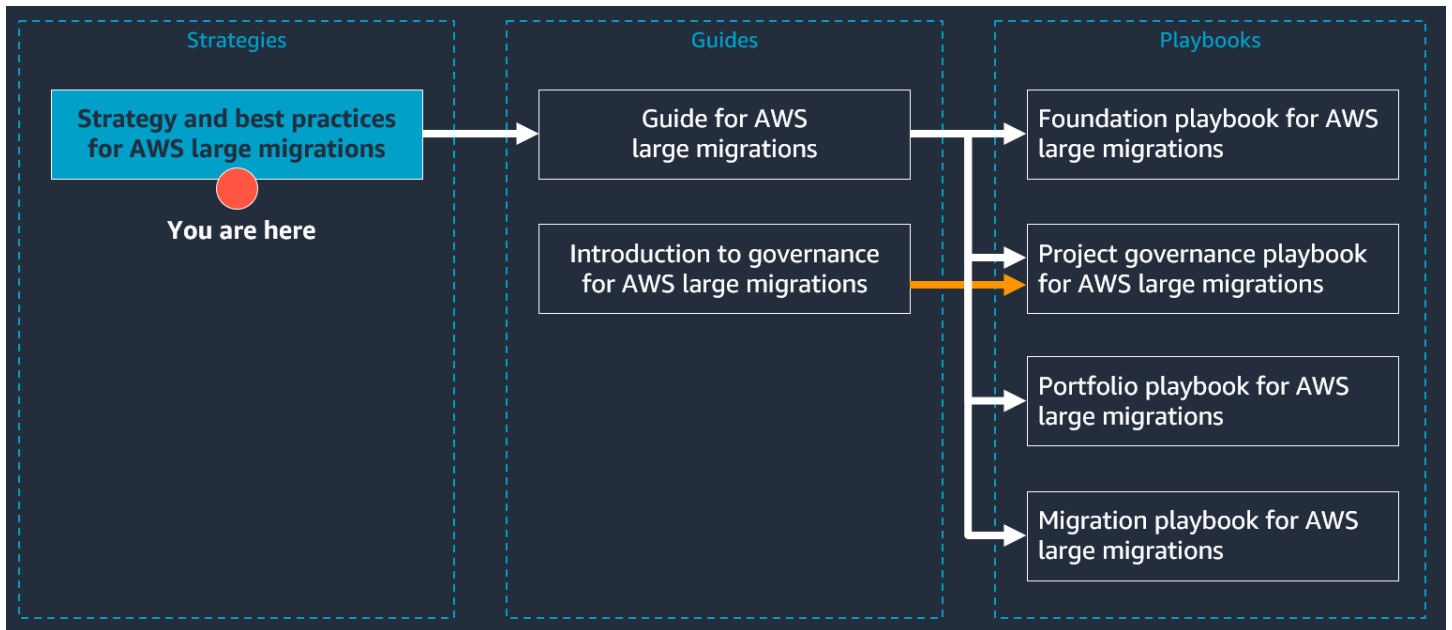 Strategies
Strategy and best practices
for AWS large migrations
You are here
Guides
Guide for AWS
large migrations
Introduction to governance
for AWS large migrations
Playbooks
Foundation playbook for AWS
large migrations
Project governance playbook
for AWS large migrations
Portfolio playbook for AWS
large migrations
Migration playbook for AWS
large migrations